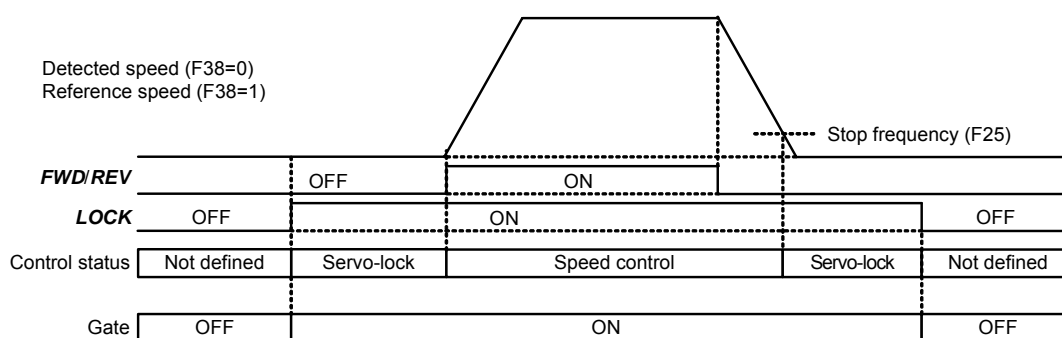 Detected speed (F38=0)
Reference speed (F38=1)
Stop frequency (F25)
FWD/REV OFF ON
LOCK OFF ON OFF
Control status Not defined Servo-lock Speed control Servo-lock Not defined
Gate OFF ON OFF